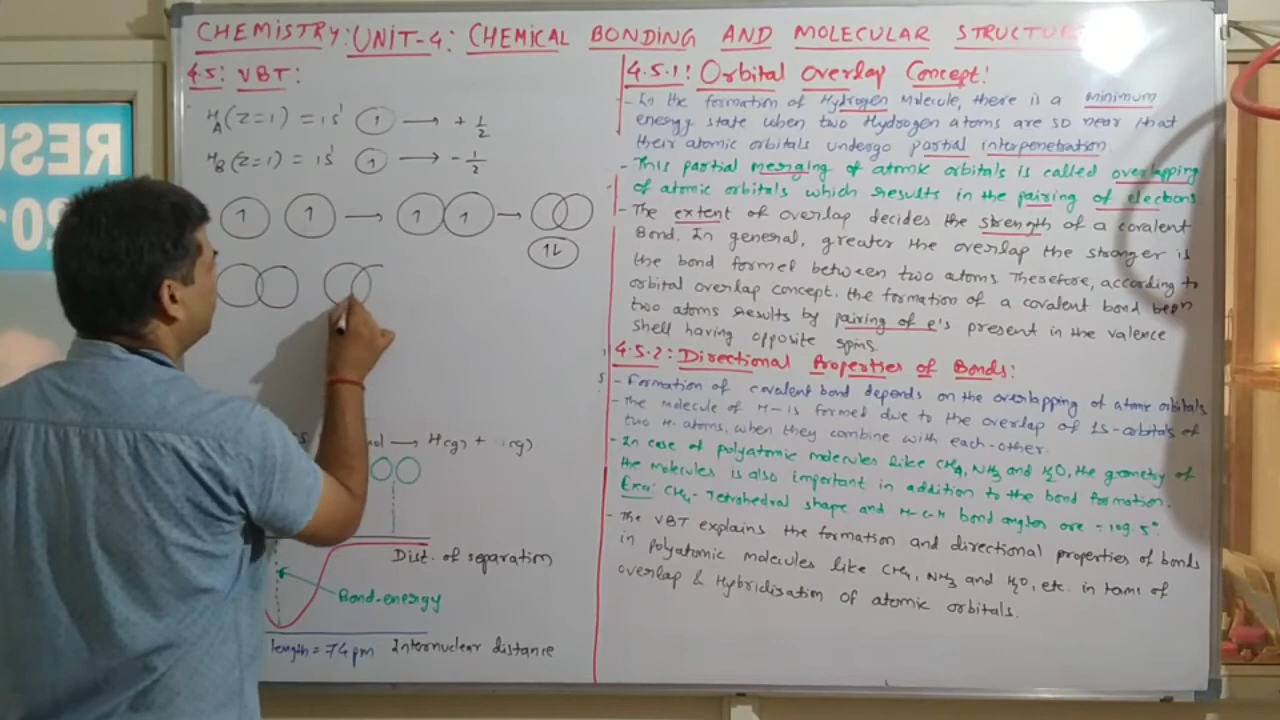 CHEMISTRY: UNIT-4: CHEMICAL BONDING AND MOLECULAR STRUCTUR
4.5: VBT:
HA(Z=1) = 1s¹ 1 → + 1/2
HB(Z=1) = 1s¹ 1 → - 1/2
1 1 → 1 1 →
1↓
→ H(g) + (g)
Dist. of separation
Bond-energy
length = 74 pm Internuclear distance
4.5.1: Orbital Overlap Concept:
- In the formation of Hydrogen Molecule, there is a minimum
energy state when two Hydrogen atoms are so near that
their atomic orbitals undergo partial interpenetration
- This partial merging of atomic orbitals is called overlapping
of atomic orbitals which results in the pairing of electrons
- The extent of overlap decides the strength of a covalent
Bond. In general, greater the overlap the stronger is
the bond formed between two atoms. Therefore, according to
orbital overlap concept, the formation of a covalent bond
two atoms results by pairing of e's present in the valence
shell having opposite spins.
4.5.2: Directional Properties of Bonds:
- Formation of covalent bond depends on the overlapping of atomic orbitals
- The molecule of H- is formed due to the overlap of 1s-orbitals of
two H-atoms, when they combine with each-other.
- In case of polyatomic molecules like CH₄, NH₃ and H₂O, the geometry of
the molecules is also important in addition to the bond formation.
Exa: CH₄- Tetrahedral shape and H-C-H bond angles are = 109.5°
- The VBT explains the formation and directional properties of bonds
in polyatomic molecules like CH₄, NH₃ and H₂O, etc. in terms of
overlap & Hybridisation of atomic orbitals.
RESU
201